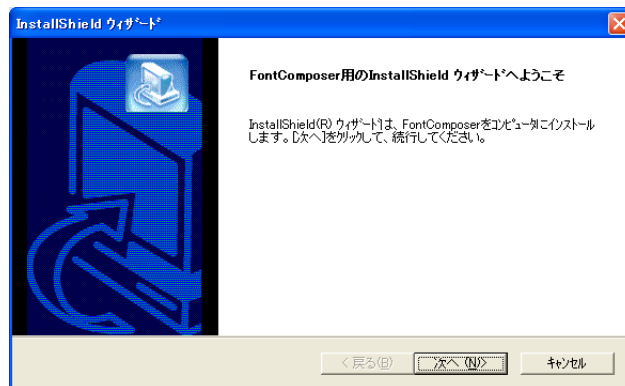 InstallShield ウィザード
FontComposer用のInstallShield ウィザードへようこそ
InstallShield(R) ウィザードは、FontComposerをコンピュータにインストール
します。[次へ]をクリックして、続行してください。
< 戻る(B)
次へ (N)>
キャンセル